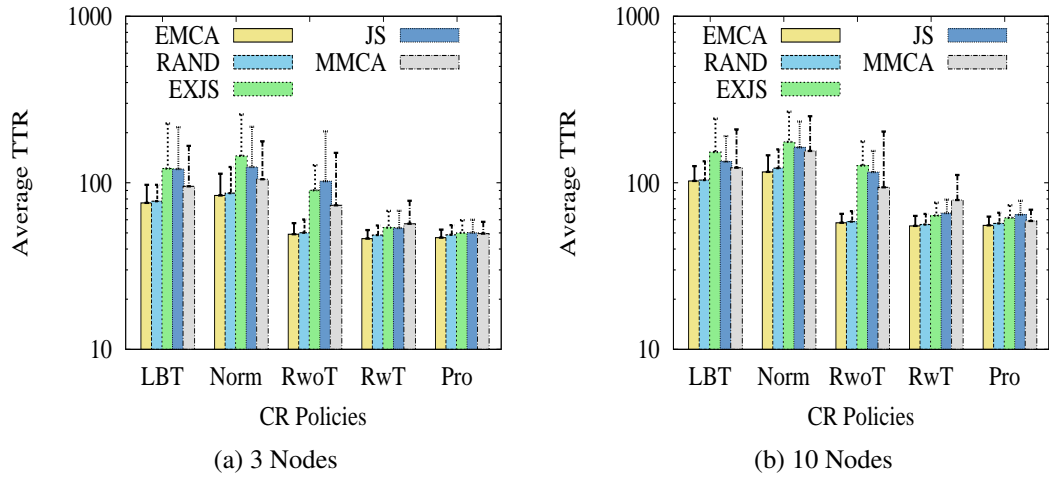 1000
100
10
Average TTR
EMCA
RAND
EXJS
JS
MMCA
LBT Norm RwoT RwT Pro
CR Policies
(a) 3 Nodes
1000
100
10
Average TTR
EMCA
RAND
EXJS
JS
MMCA
LBT Norm RwoT RwT Pro
CR Policies
(b) 10 Nodes